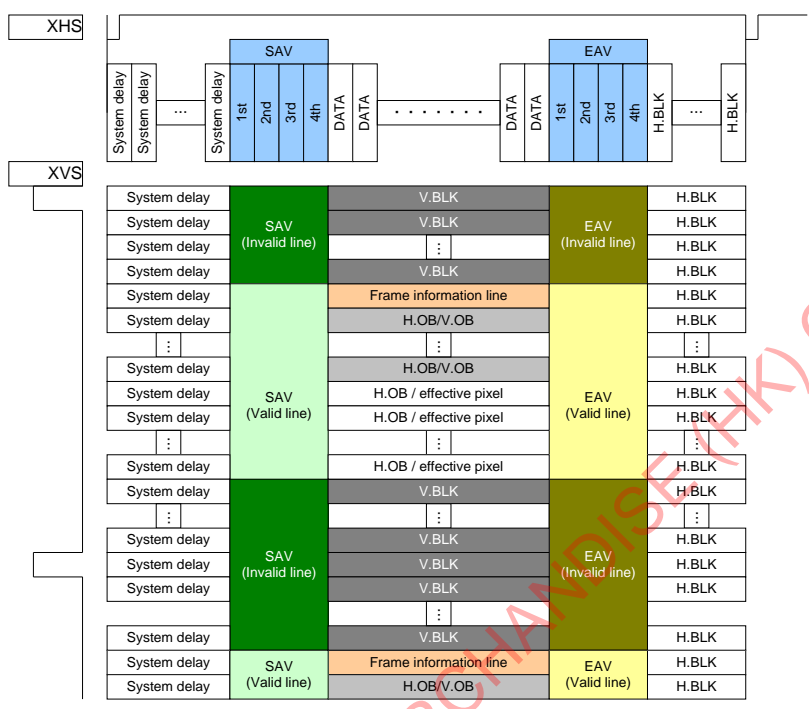 XHS
SAV EAV
System delay System delay ... System delay 1st 2nd 3rd 4th DATA DATA . . . . . . . DATA DATA 1st 2nd 3rd 4th H.BLK ... H.BLK
XVS
System delay V.BLK H.BLK
System delay SAV (Invalid line) V.BLK EAV (Invalid line) H.BLK
System delay ... H.BLK
System delay V.BLK H.BLK
System delay Frame information line H.BLK
System delay H.OB/V.OB H.BLK
... ... ...
System delay H.OB/V.OB H.BLK
System delay SAV (Valid line) H.OB / effective pixel EAV (Valid line) H.BLK
System delay H.OB / effective pixel H.BLK
... ... ...
System delay H.OB / effective pixel H.BLK
System delay V.BLK H.BLK
... ... ...
System delay V.BLK H.BLK
System delay SAV (Invalid line) V.BLK EAV (Invalid line) H.BLK
System delay V.BLK H.BLK
...
System delay V.BLK H.BLK
System delay SAV (Valid line) Frame information line EAV (Valid line) H.BLK
System delay H.OB/V.OB H.BLK
RCHANDISE (HK)